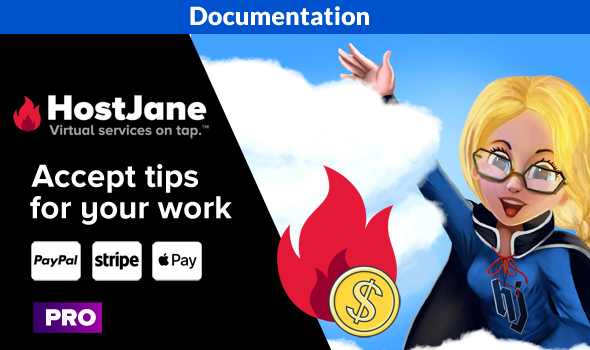 Documentation
HostJane
Virtual services on tap.™
Accept tips
for your work
PayPal stripe Pay
PRO
$
hj